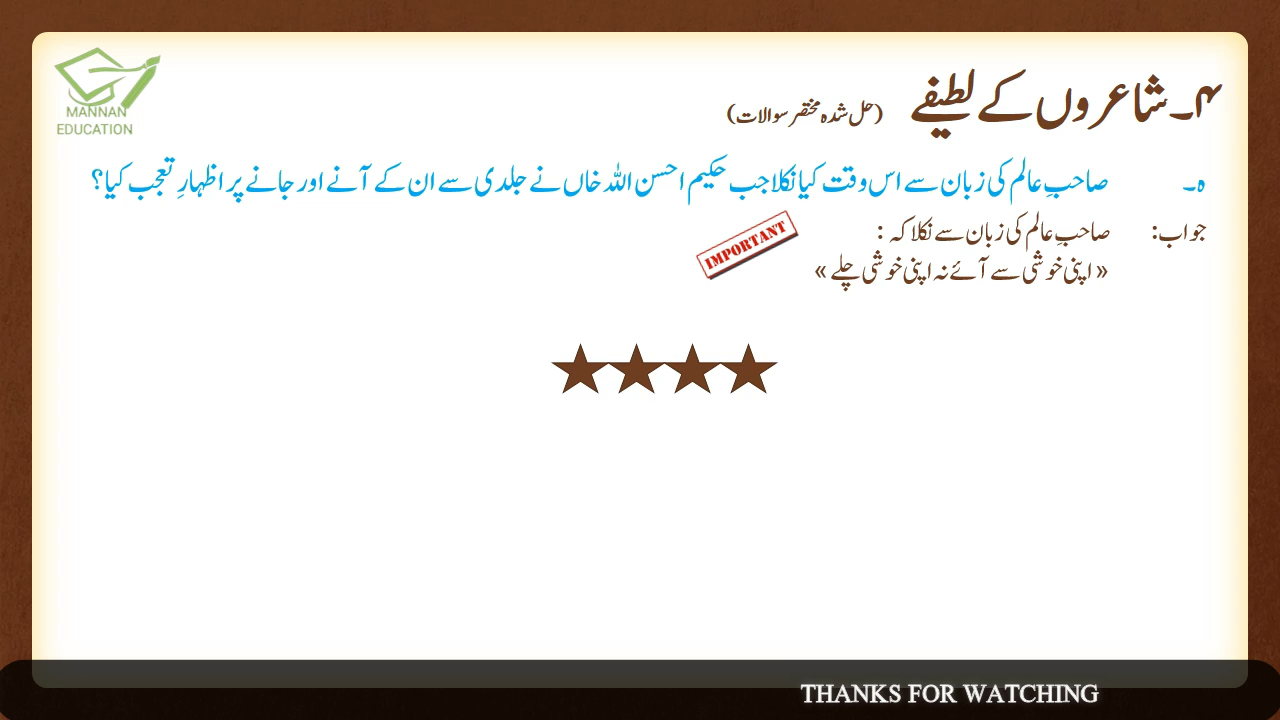 MANNAN
EDUCATION
۴۔ شاعروں کے لطیفے (حل شدہ مختصر سوالات)
ہ۔ صاحبِ عالم کی زبان سے اس وقت کیا نکلا جب حکیم احسن اللہ خاں نے جلدی سے ان کے آنے اور جانے پر اظہارِ تعجب کیا؟
جواب: صاحبِ عالم کی زبان سے نکلا کہ :
« اپنی خوشی سے آئے نہ اپنی خوشی چلے »
IMPORTANT
THANKS FOR WATCHING